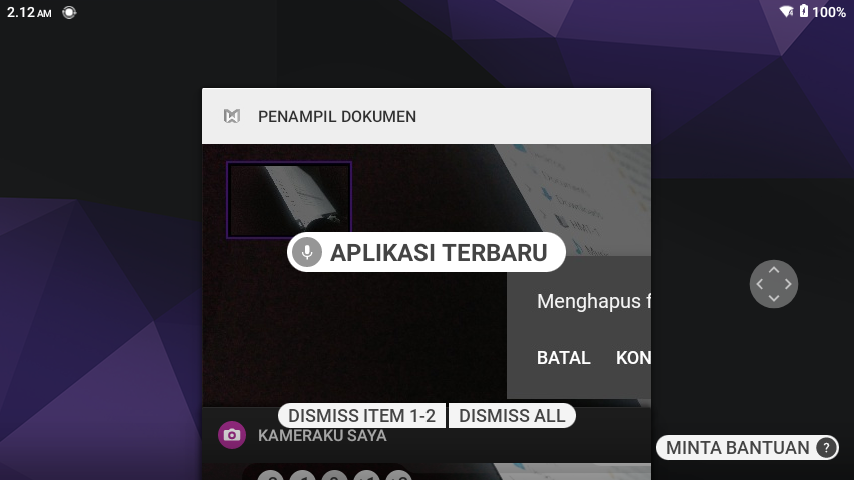 2.12 AM
100%
PENAMPIL DOKUMEN
APLIKASI TERBARU
Menghapus f
BATAL KON
DISMISS ITEM 1-2 DISMISS ALL
KAMERAKU SAYA
MINTA BANTUAN ?